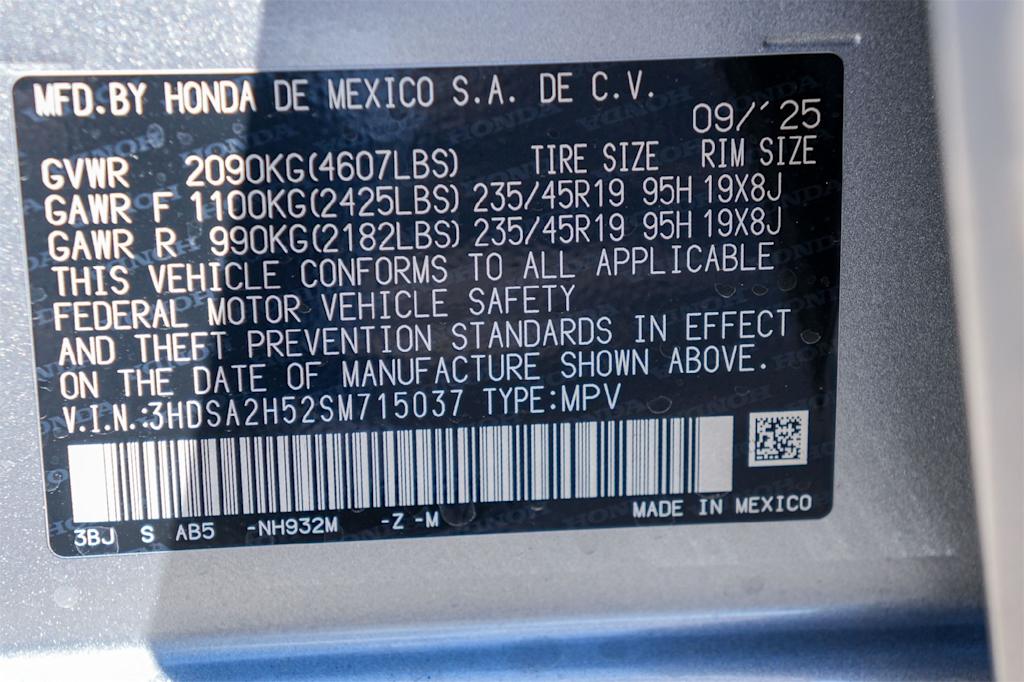 MFD.BY HONDA DE MEXICO S.A. DE C.V.
09/´25
GVWR 2090KG(4607LBS) TIRE SIZE RIM SIZE
GAWR F 1100KG(2425LBS) 235/45R19 95H 19X8J
GAWR R 990KG(2182LBS) 235/45R19 95H 19X8J
THIS VEHICLE CONFORMS TO ALL APPLICABLE
FEDERAL MOTOR VEHICLE SAFETY
AND THEFT PREVENTION STANDARDS IN EFFECT
ON THE DATE OF MANUFACTURE SHOWN ABOVE.
V.I.N.:3HDSA2H52SM715037 TYPE:MPV
3BJ S AB5 -NH932M -Z -M MADE IN MEXICO